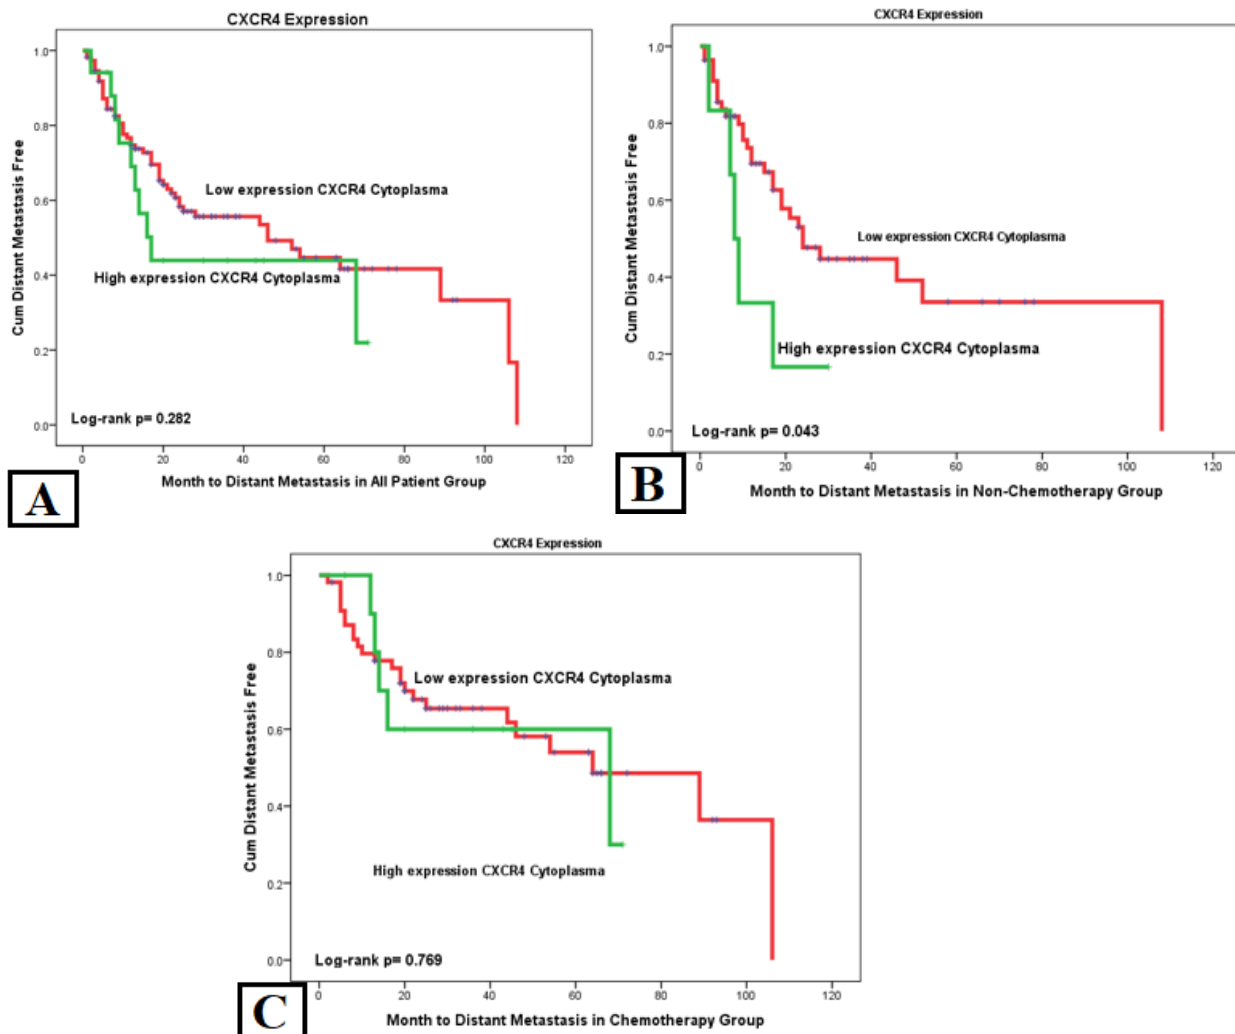 CXCR4 Expression
Cum Distant Metastasis Free
1.0
0.8
0.6
0.4
0.2
0.0
Low expression CXCR4 Cytoplasma
High expression CXCR4 Cytoplasma
Log-rank p= 0.282
0 20 40 60 80 100 120
Month to Distant Metastasis in All Patient Group
A
CXCR4 Expression
Cum Distant Metastasis Free
1.0
0.8
0.6
0.4
0.2
0.0
Low expression CXCR4 Cytoplasma
High expression CXCR4 Cytoplasma
Log-rank p= 0.043
0 20 40 60 80 100 120
Month to Distant Metastasis in Non-Chemotherapy Group
B
CXCR4 Expression
Cum Distant Metastasis Free
1.0
0.8
0.6
0.4
0.2
0.0
Low expression CXCR4 Cytoplasma
High expression CXCR4 Cytoplasma
Log-rank p= 0.769
0 20 40 60 80 100 120
Month to Distant Metastasis in Chemotherapy Group
C